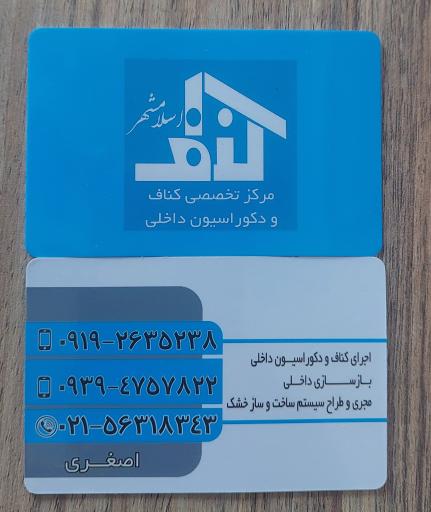 کناف اسلامشهر
مرکز تخصصی کناف
و دکوراسیون داخلی
۰۹۱۹-۲۶۳۵۲۳۸
۰۹۳۹-۴۷۵۷۸۲۲
۰۲۱-۵۶۳۱۸۳۴۳
اصغری
اجرای کناف و دکوراسیون داخلی
بازسازی داخلی
مجری و طراح سیستم ساخت و ساز خشک